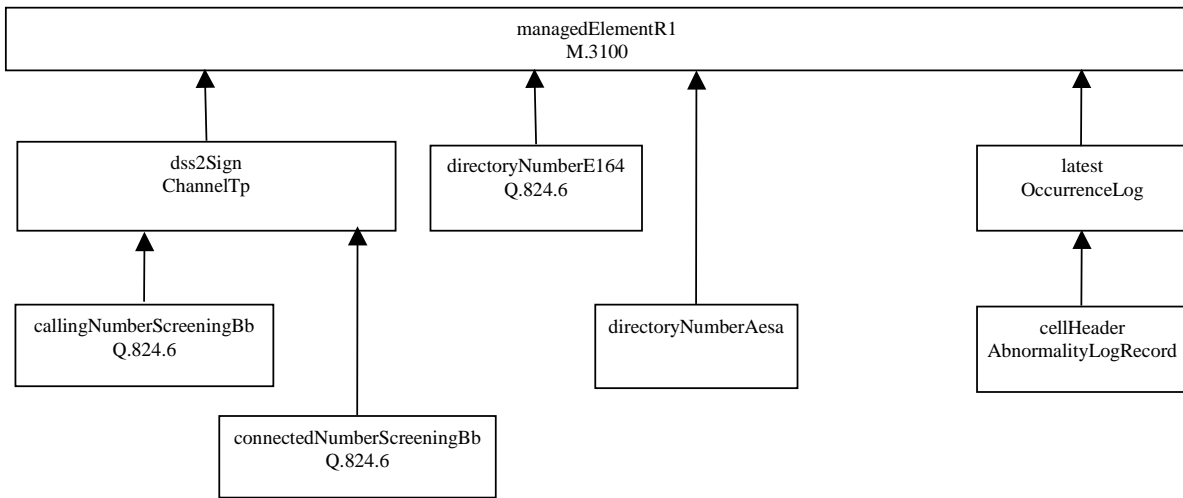 managedElementR1
M.3100
dss2Sign
ChannelTp
directoryNumberE164
Q.824.6
latest
OccurrenceLog
callingNumberScreeningBb
Q.824.6
directoryNumberAesa
cellHeader
AbnormalityLogRecord
connectedNumberScreeningBb
Q.824.6